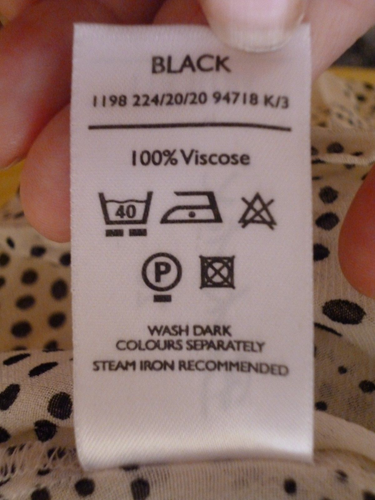 BLACK
1198 224/20/20 94718 K/3
100% Viscose
40
P
WASH DARK
COLOURS SEPARATELY
STEAM IRON RECOMMENDED